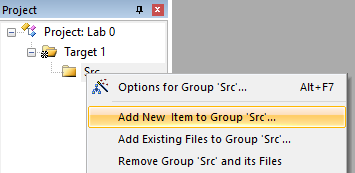 Project
Project: Lab 0
Target 1
Src
Options for Group 'Src'... Alt+F7
Add New Item to Group 'Src'...
Add Existing Files to Group 'Src'...
Remove Group 'Src' and its Files